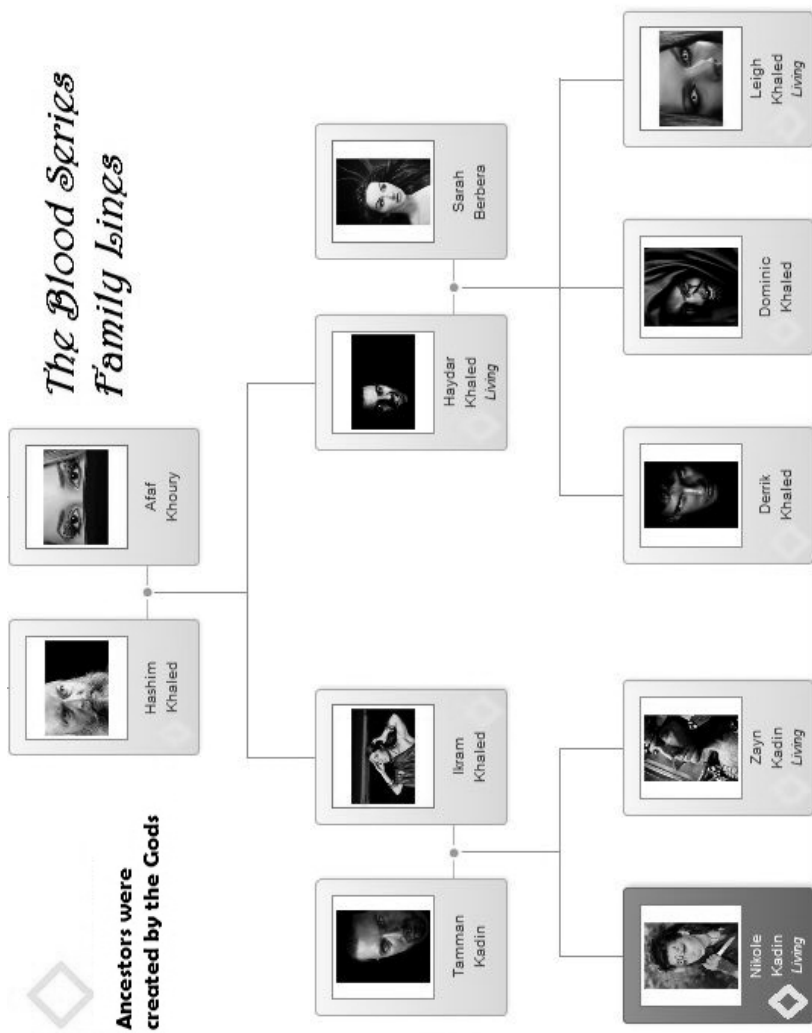 The Blood Series
Family Lines
Ancestors were
created by the Gods
Hashim
Khaled
Afaf
Khoury
Tamman
Kadin
Ikram
Khaled
Haydar
Khaled
Living
Sarah
Berbera
Nikole
Kadin
Living
Zayn
Kadin
Living
Derrik
Khaled
Dominic
Khaled
Leigh
Khaled
Living